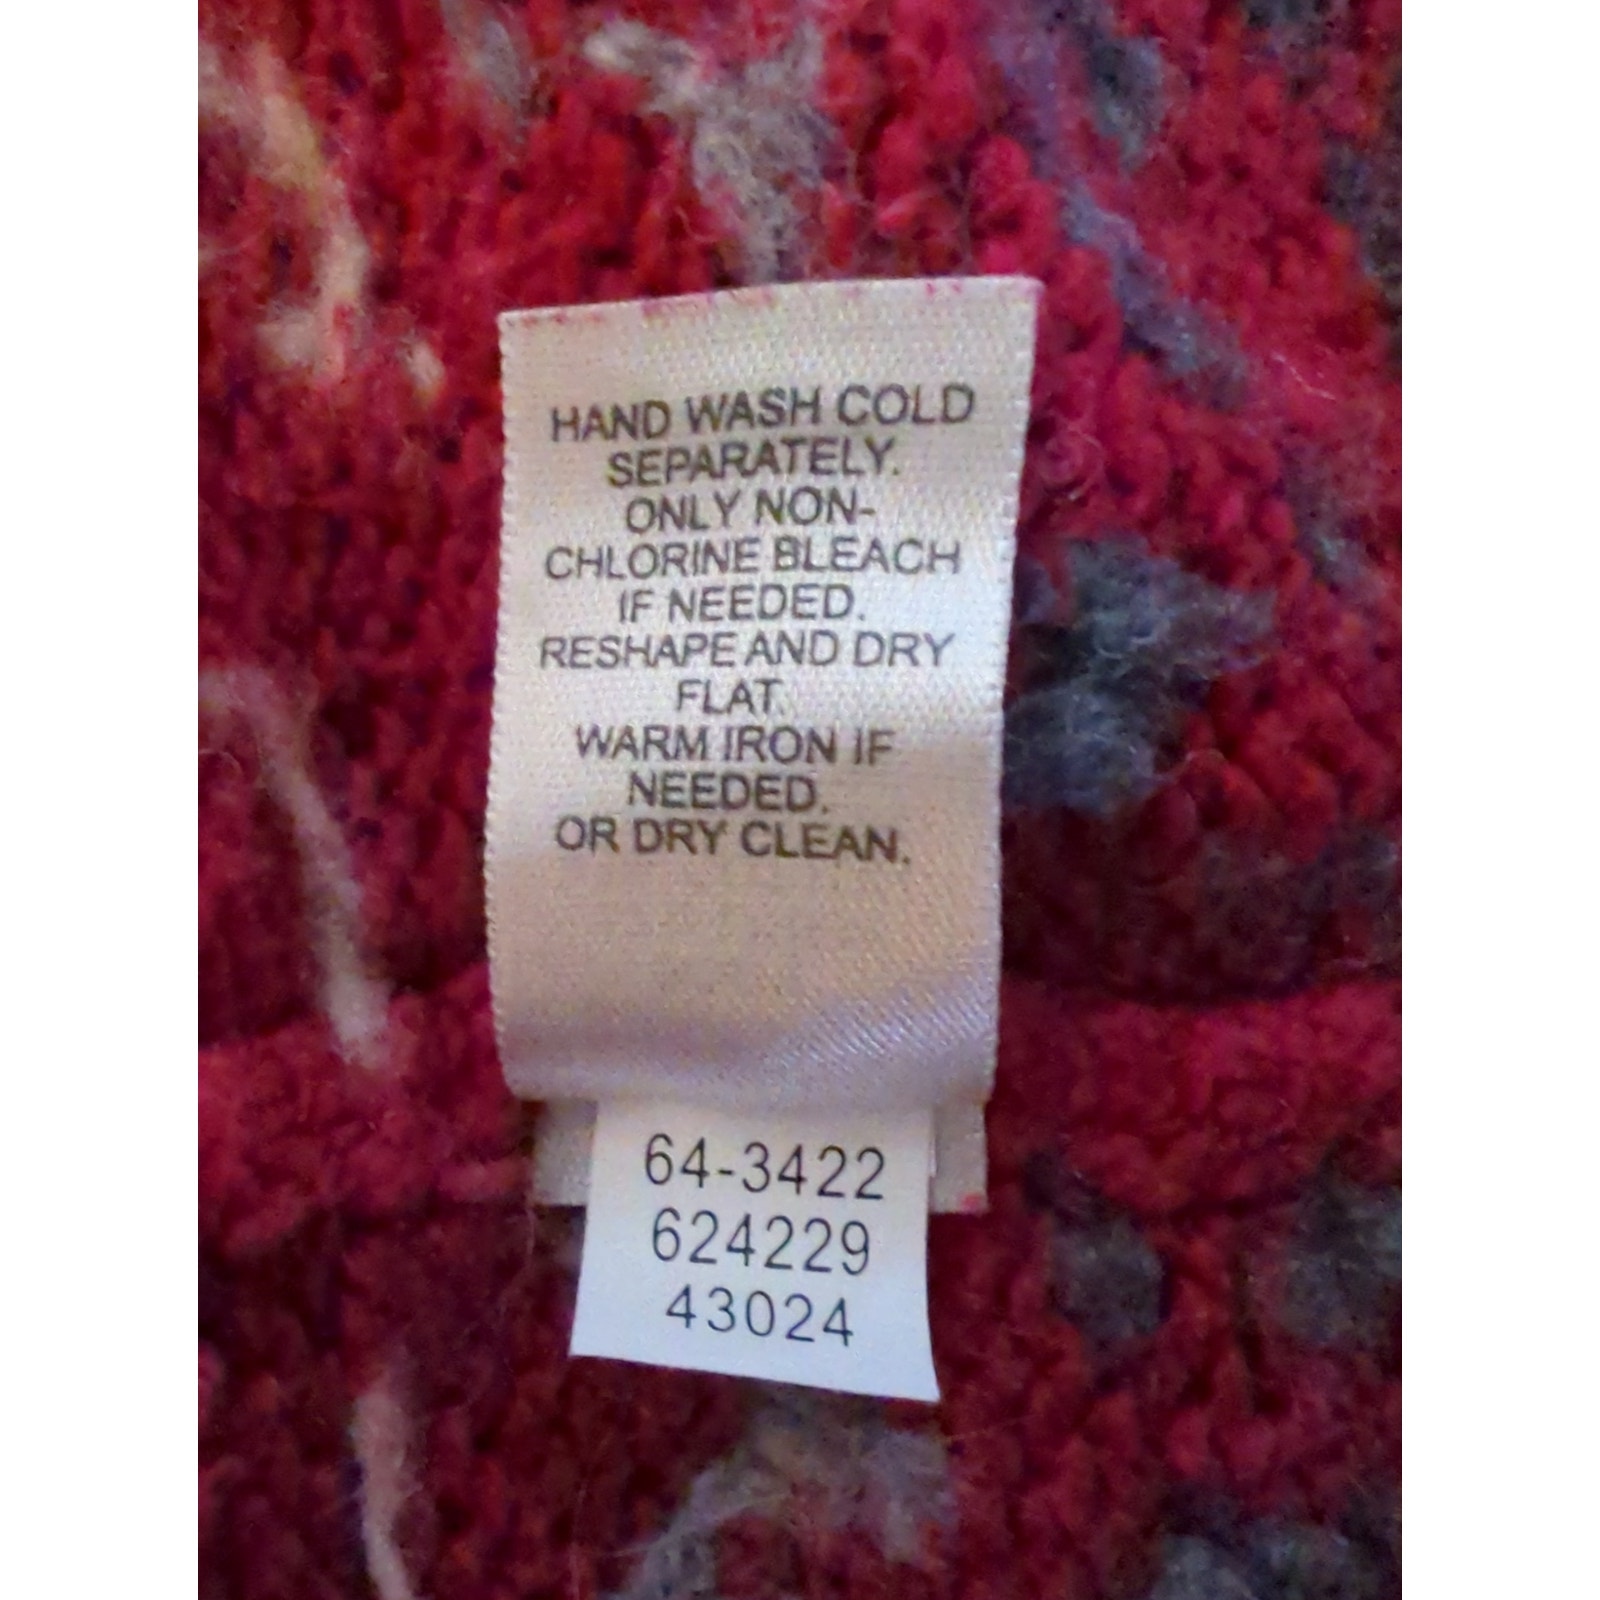 HAND WASH COLD
SEPARATELY.
ONLY NON-
CHLORINE BLEACH
IF NEEDED.
RESHAPE AND DRY
FLAT.
WARM IRON IF
NEEDED.
OR DRY CLEAN.
64-3422
624229
43024